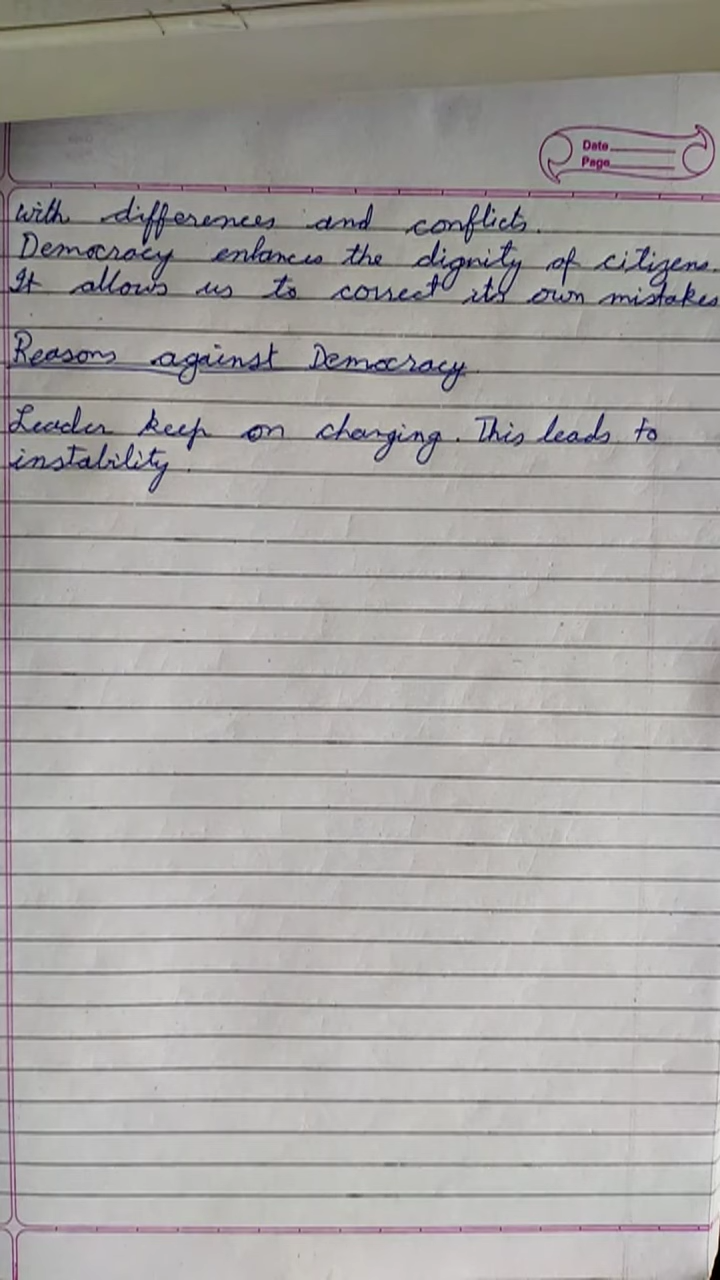 Date
Page
with differences and conflicts.
Democracy enhances the dignity of citizens.
It allows us to correct its own mistakes
Reasons against Democracy
Leader keep on changing. This leads to
instability.